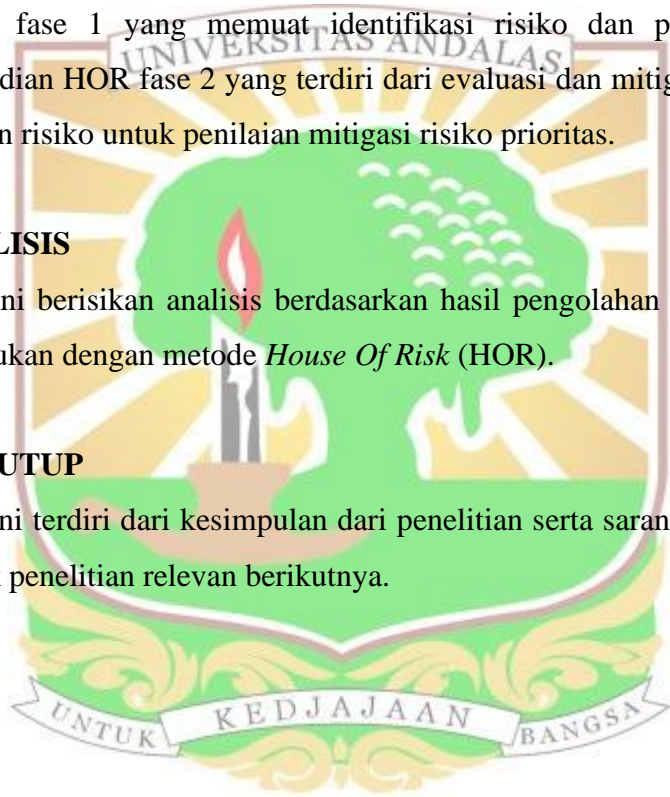 fase 1 yang memuat identifikasi risiko dan p
UNIVERSITAS ANDALAS
dian HOR fase 2 yang terdiri dari evaluasi dan mitig
n risiko untuk penilaian mitigasi risiko prioritas.
LISIS
ni berisikan analisis berdasarkan hasil pengolahan
ukan dengan metode House Of Risk (HOR).
UTUP
ni terdiri dari kesimpulan dari penelitian serta saran
penelitian relevan berikutnya.
UNTUK KEDJAJAAN BANGSA